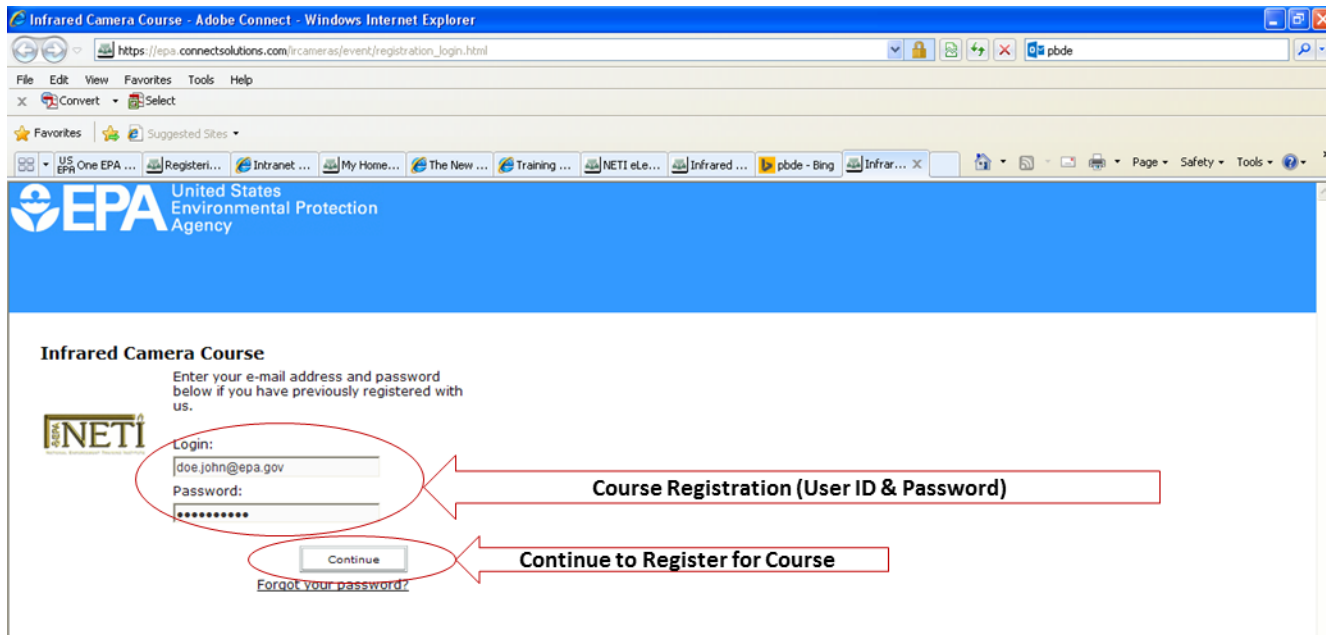 Infrared Camera Course - Adobe Connect - Windows Internet Explorer
https://epa.connectsolutions.com/ircameras/event/registration_login.html
pbde
File Edit View Favorites Tools Help
x Convert Select
Favorites Suggested Sites
US EPA One EPA ... Registeri... Intranet ... My Home... The New ... Training ... NETI eLe... Infrared ... pbde - Bing Infrar... X Page Safety Tools
EPA
United States
Environmental Protection
Agency
Infrared Camera Course
Enter your e-mail address and password
below if you have previously registered with
us.
NETI
Login:
doe.john@epa.gov
Course Registration (User ID & Password)
Password:
••••••••••
Continue
Continue to Register for Course
Forgot your password?